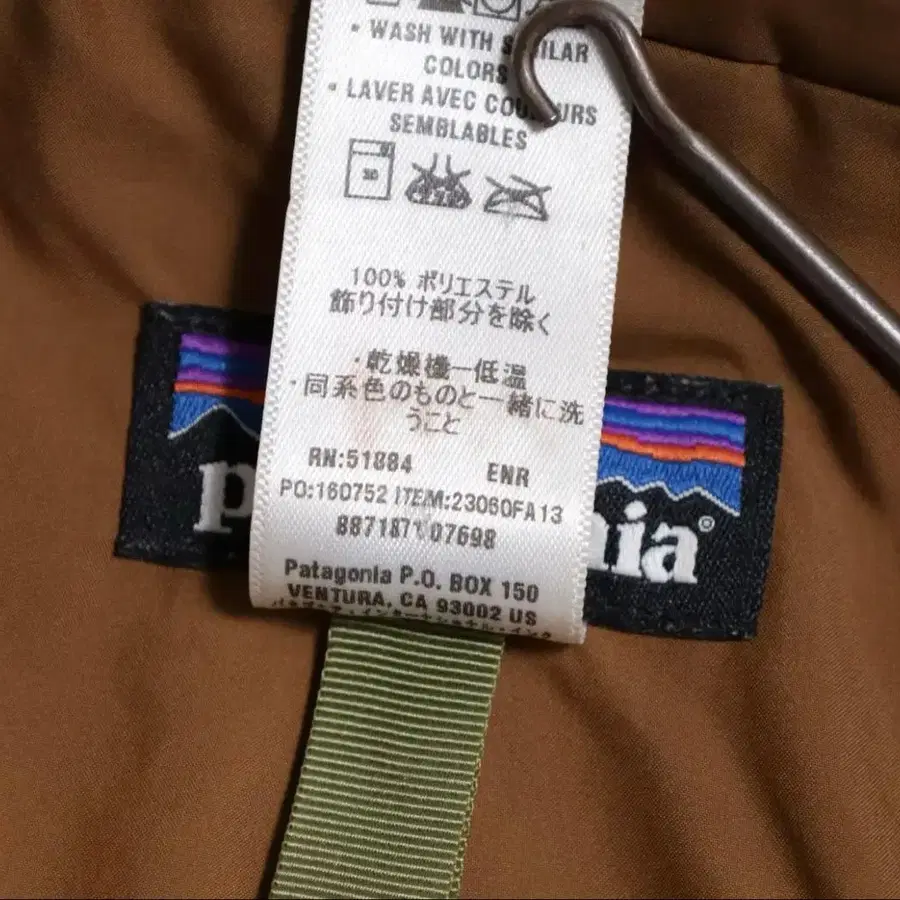 • WASH WITH SIMILAR
COLORS
• LAVER AVEC COULEURS
SEMBLABLES
100% ポリエステル
飾り付け部分を除く
・乾燥機一低温
・同系色のものと一緒に洗
うこと
RN:51884 ENR
PO:160752 ITEM:23060FA13
887187107698
Patagonia P.O. BOX 150
VENTURA, CA 93002 US
p nia®